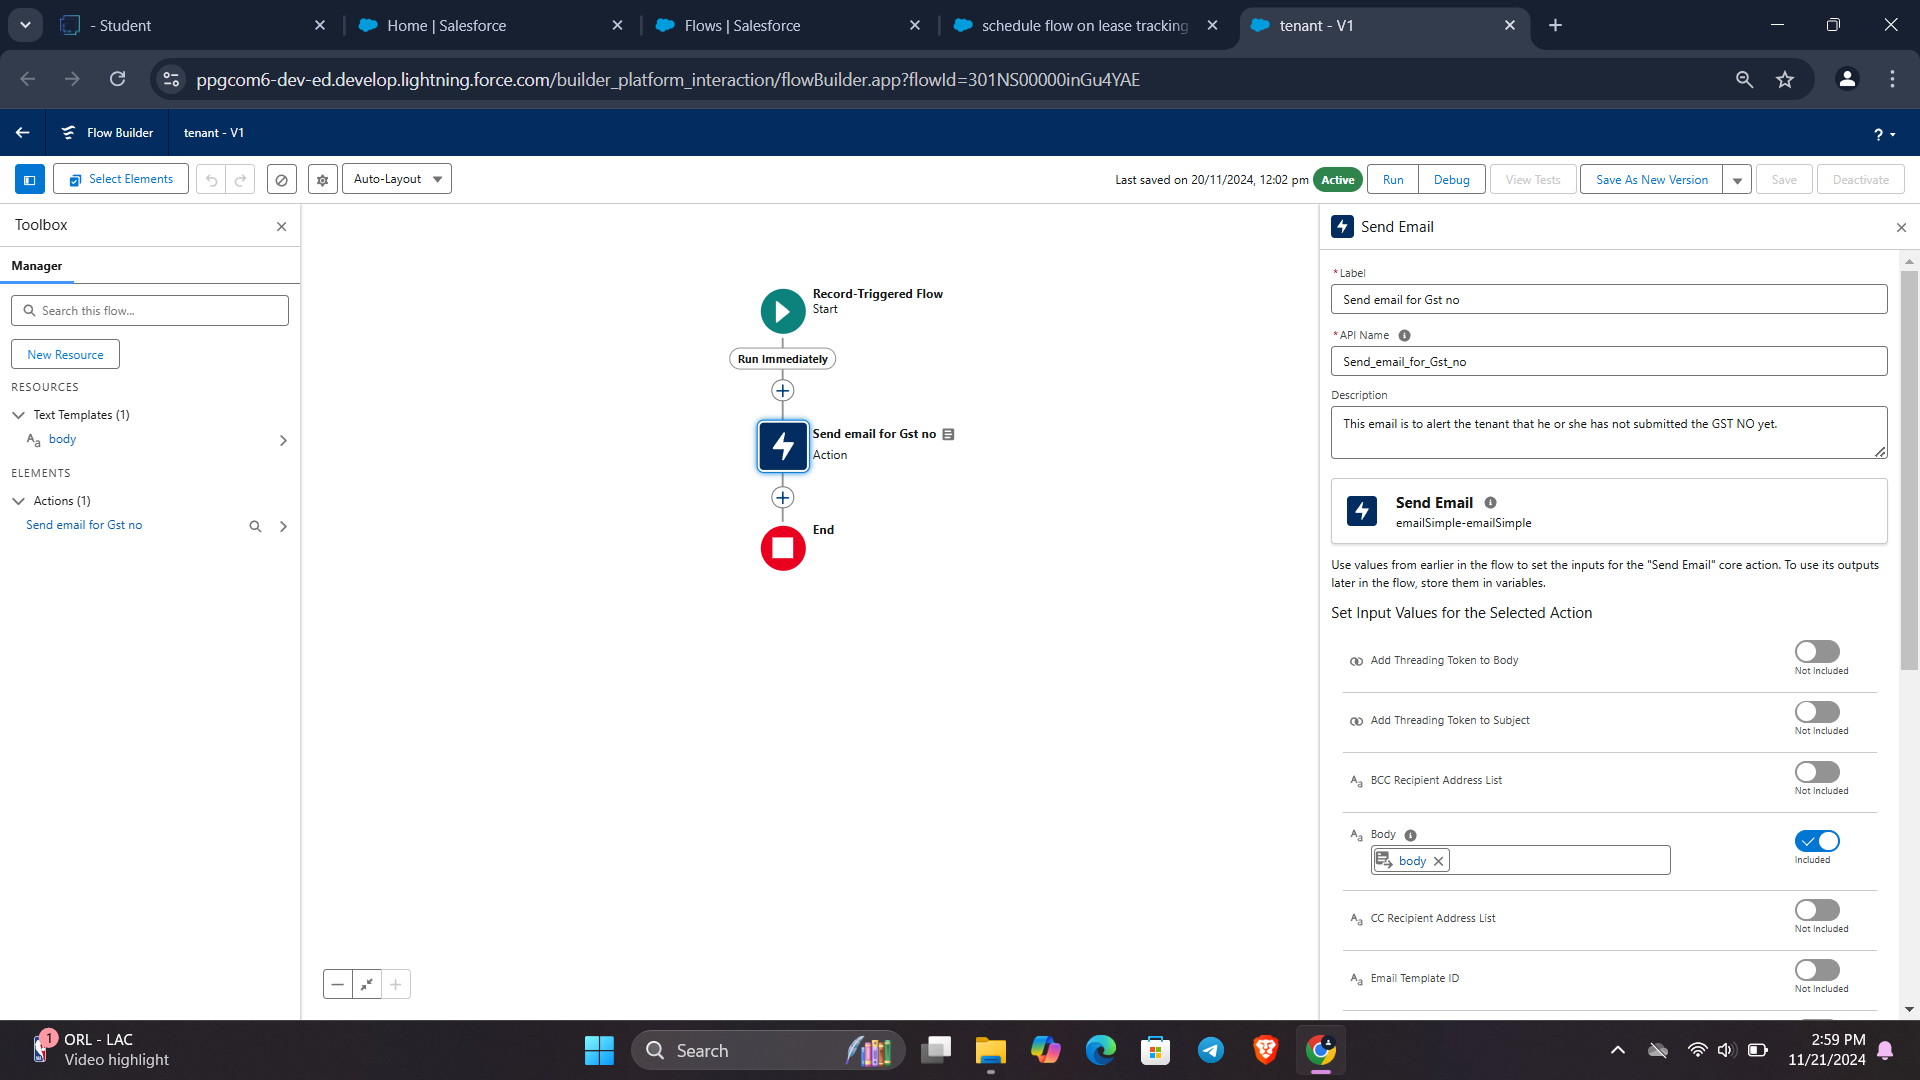 - Student
Home | Salesforce
Flows | Salesforce
schedule flow on lease tracking
tenant - V1
ppgcom6-dev-ed.develop.lightning.force.com/builder_platform_interaction/flowBuilder.app?flowId=301NS00000inGu4YAE
Flow Builder
tenant - V1
?
Select Elements
Auto-Layout
Last saved on 20/11/2024, 12:02 pm
Active
Run
Debug
View Tests
Save As New Version
Save
Deactivate
Toolbox
Manager
Search this flow...
New Resource
RESOURCES
Text Templates (1)
Aa body
ELEMENTS
Actions (1)
Send email for Gst no
Record-Triggered Flow
Start
Run Immediately
Send email for Gst no
Action
End
Send Email
*Label
Send email for Gst no
*API Name
Send_email_for_Gst_no
Description
This email is to alert the tenant that he or she has not submitted the GST NO yet.
Send Email
emailSimple-emailSimple
Use values from earlier in the flow to set the inputs for the "Send Email" core action. To use its outputs
later in the flow, store them in variables.
Set Input Values for the Selected Action
Add Threading Token to Body
Not Included
Add Threading Token to Subject
Not Included
Aa BCC Recipient Address List
Not Included
Aa Body
body
Included
Aa CC Recipient Address List
Not Included
Aa Email Template ID
Not Included
1
ORL - LAC
Video highlight
Search
2:59 PM
11/21/2024